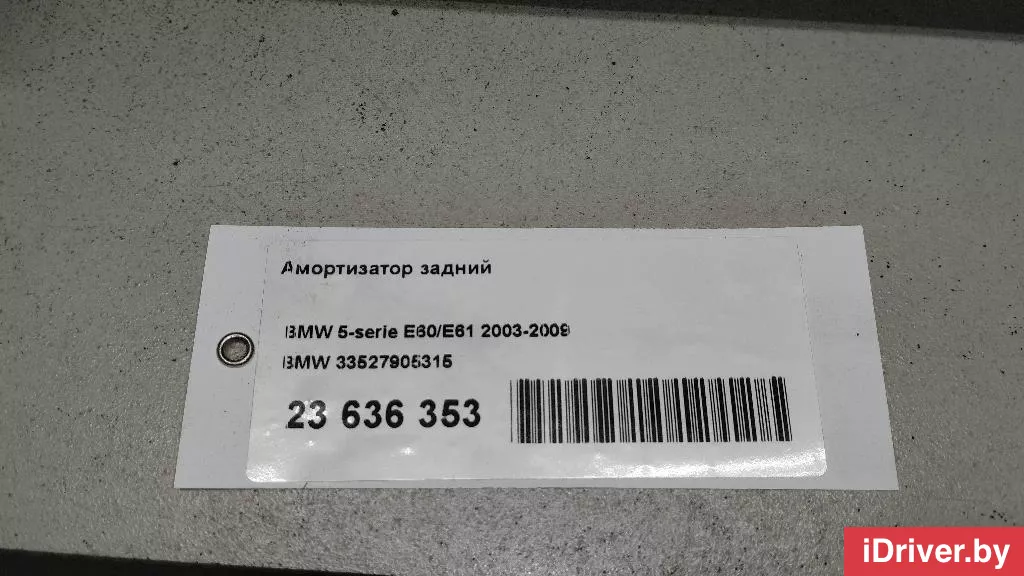 Амортизатор задний
BMW 5-serie E60/E61 2003-2009
BMW 33527905315
23 636 353
iDriver.by